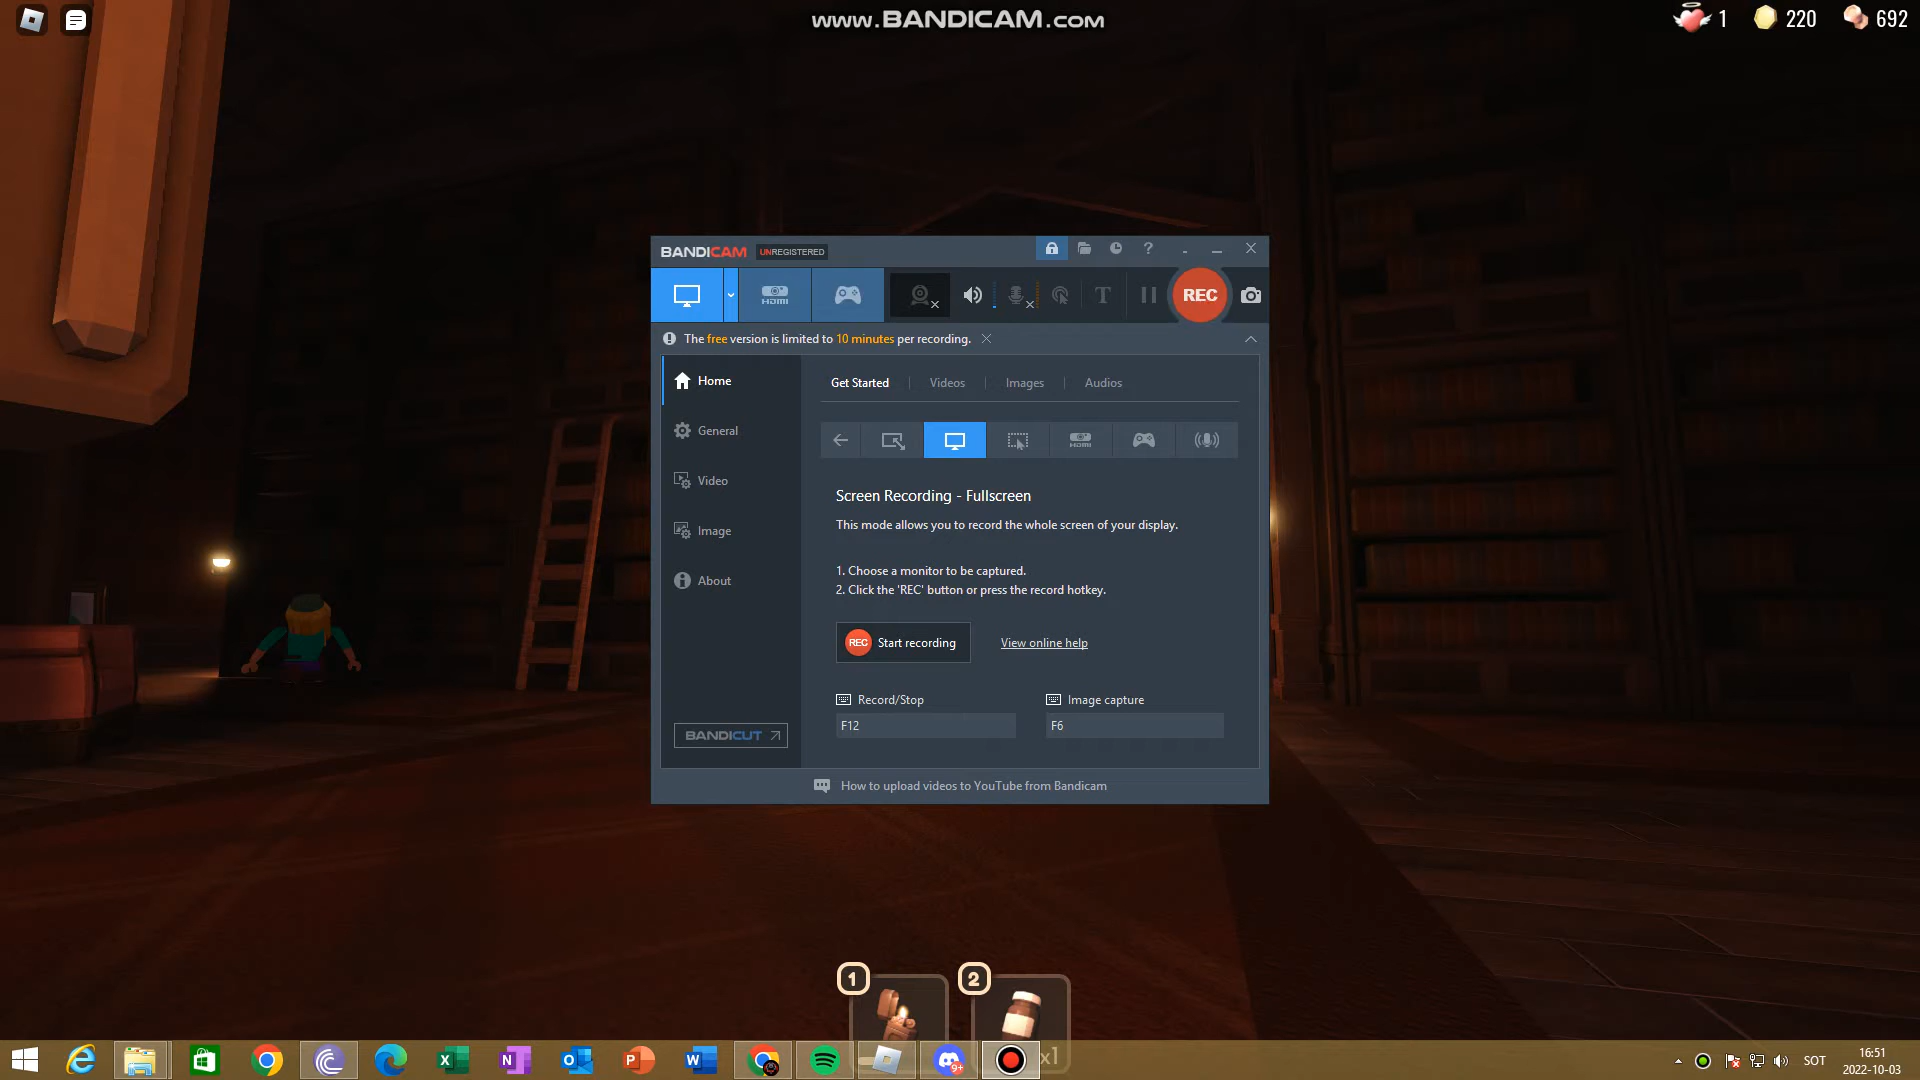 www.BANDICAM.com
1 220 692
BANDICAM UNREGISTERED ?
HDMI T REC
The free version is limited to 10 minutes per recording.
Home
General
Video
Image
About
BANDICUT
Get Started Videos Images Audios
HDMI
Screen Recording - Fullscreen
This mode allows you to record the whole screen of your display.
1. Choose a monitor to be captured.
2. Click the 'REC' button or press the record hotkey.
REC Start recording View online help
Record/Stop Image capture
F12 F6
How to upload videos to YouTube from Bandicam
1 2
x1
9+
SOT 16:51
2022-10-03